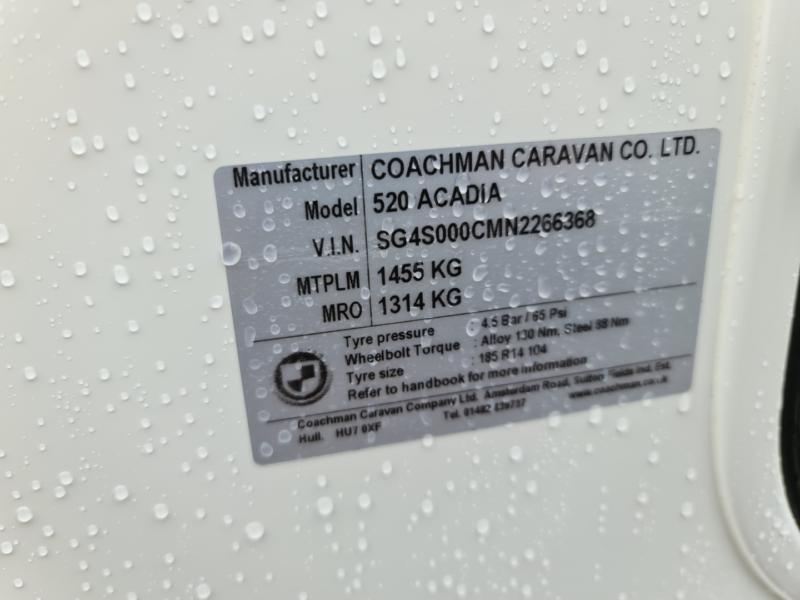 Manufacturer COACHMAN CARAVAN CO. LTD.
Model 520 ACADIA
V.I.N. SG4S000CMN2266368
MTPLM 1455 KG
MRO 1314 KG
Tyre pressure : 4.5 Bar / 65 Psi
Wheelbolt Torque : Alloy 130 Nm, Steel 88 Nm
Tyre size : 185 R14 104
Refer to handbook for more information
Coachman Caravan Company Ltd. Amsterdam Road, Sutton Fields Ind. Est.
Hull. HU7 0XF Tel. 01482 839737 www.coachman.co.uk